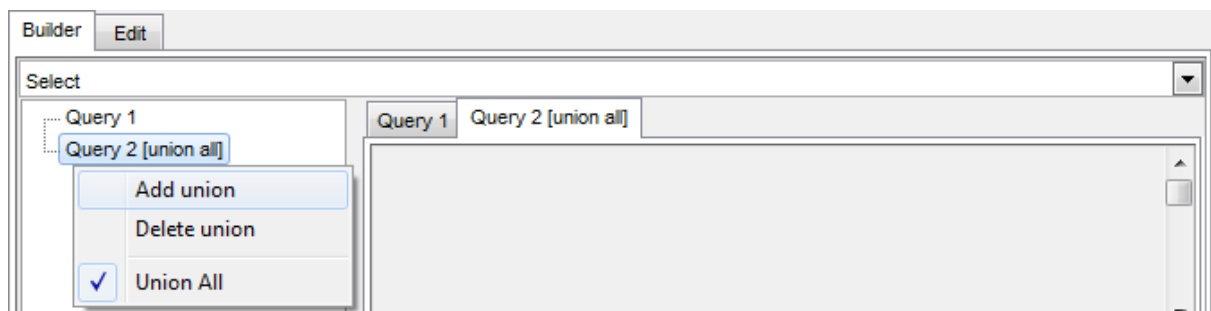 Builder Edit
Select
Query 1
Query 2 [union all]
Add union
Delete union
Union All
Query 1 Query 2 [union all]